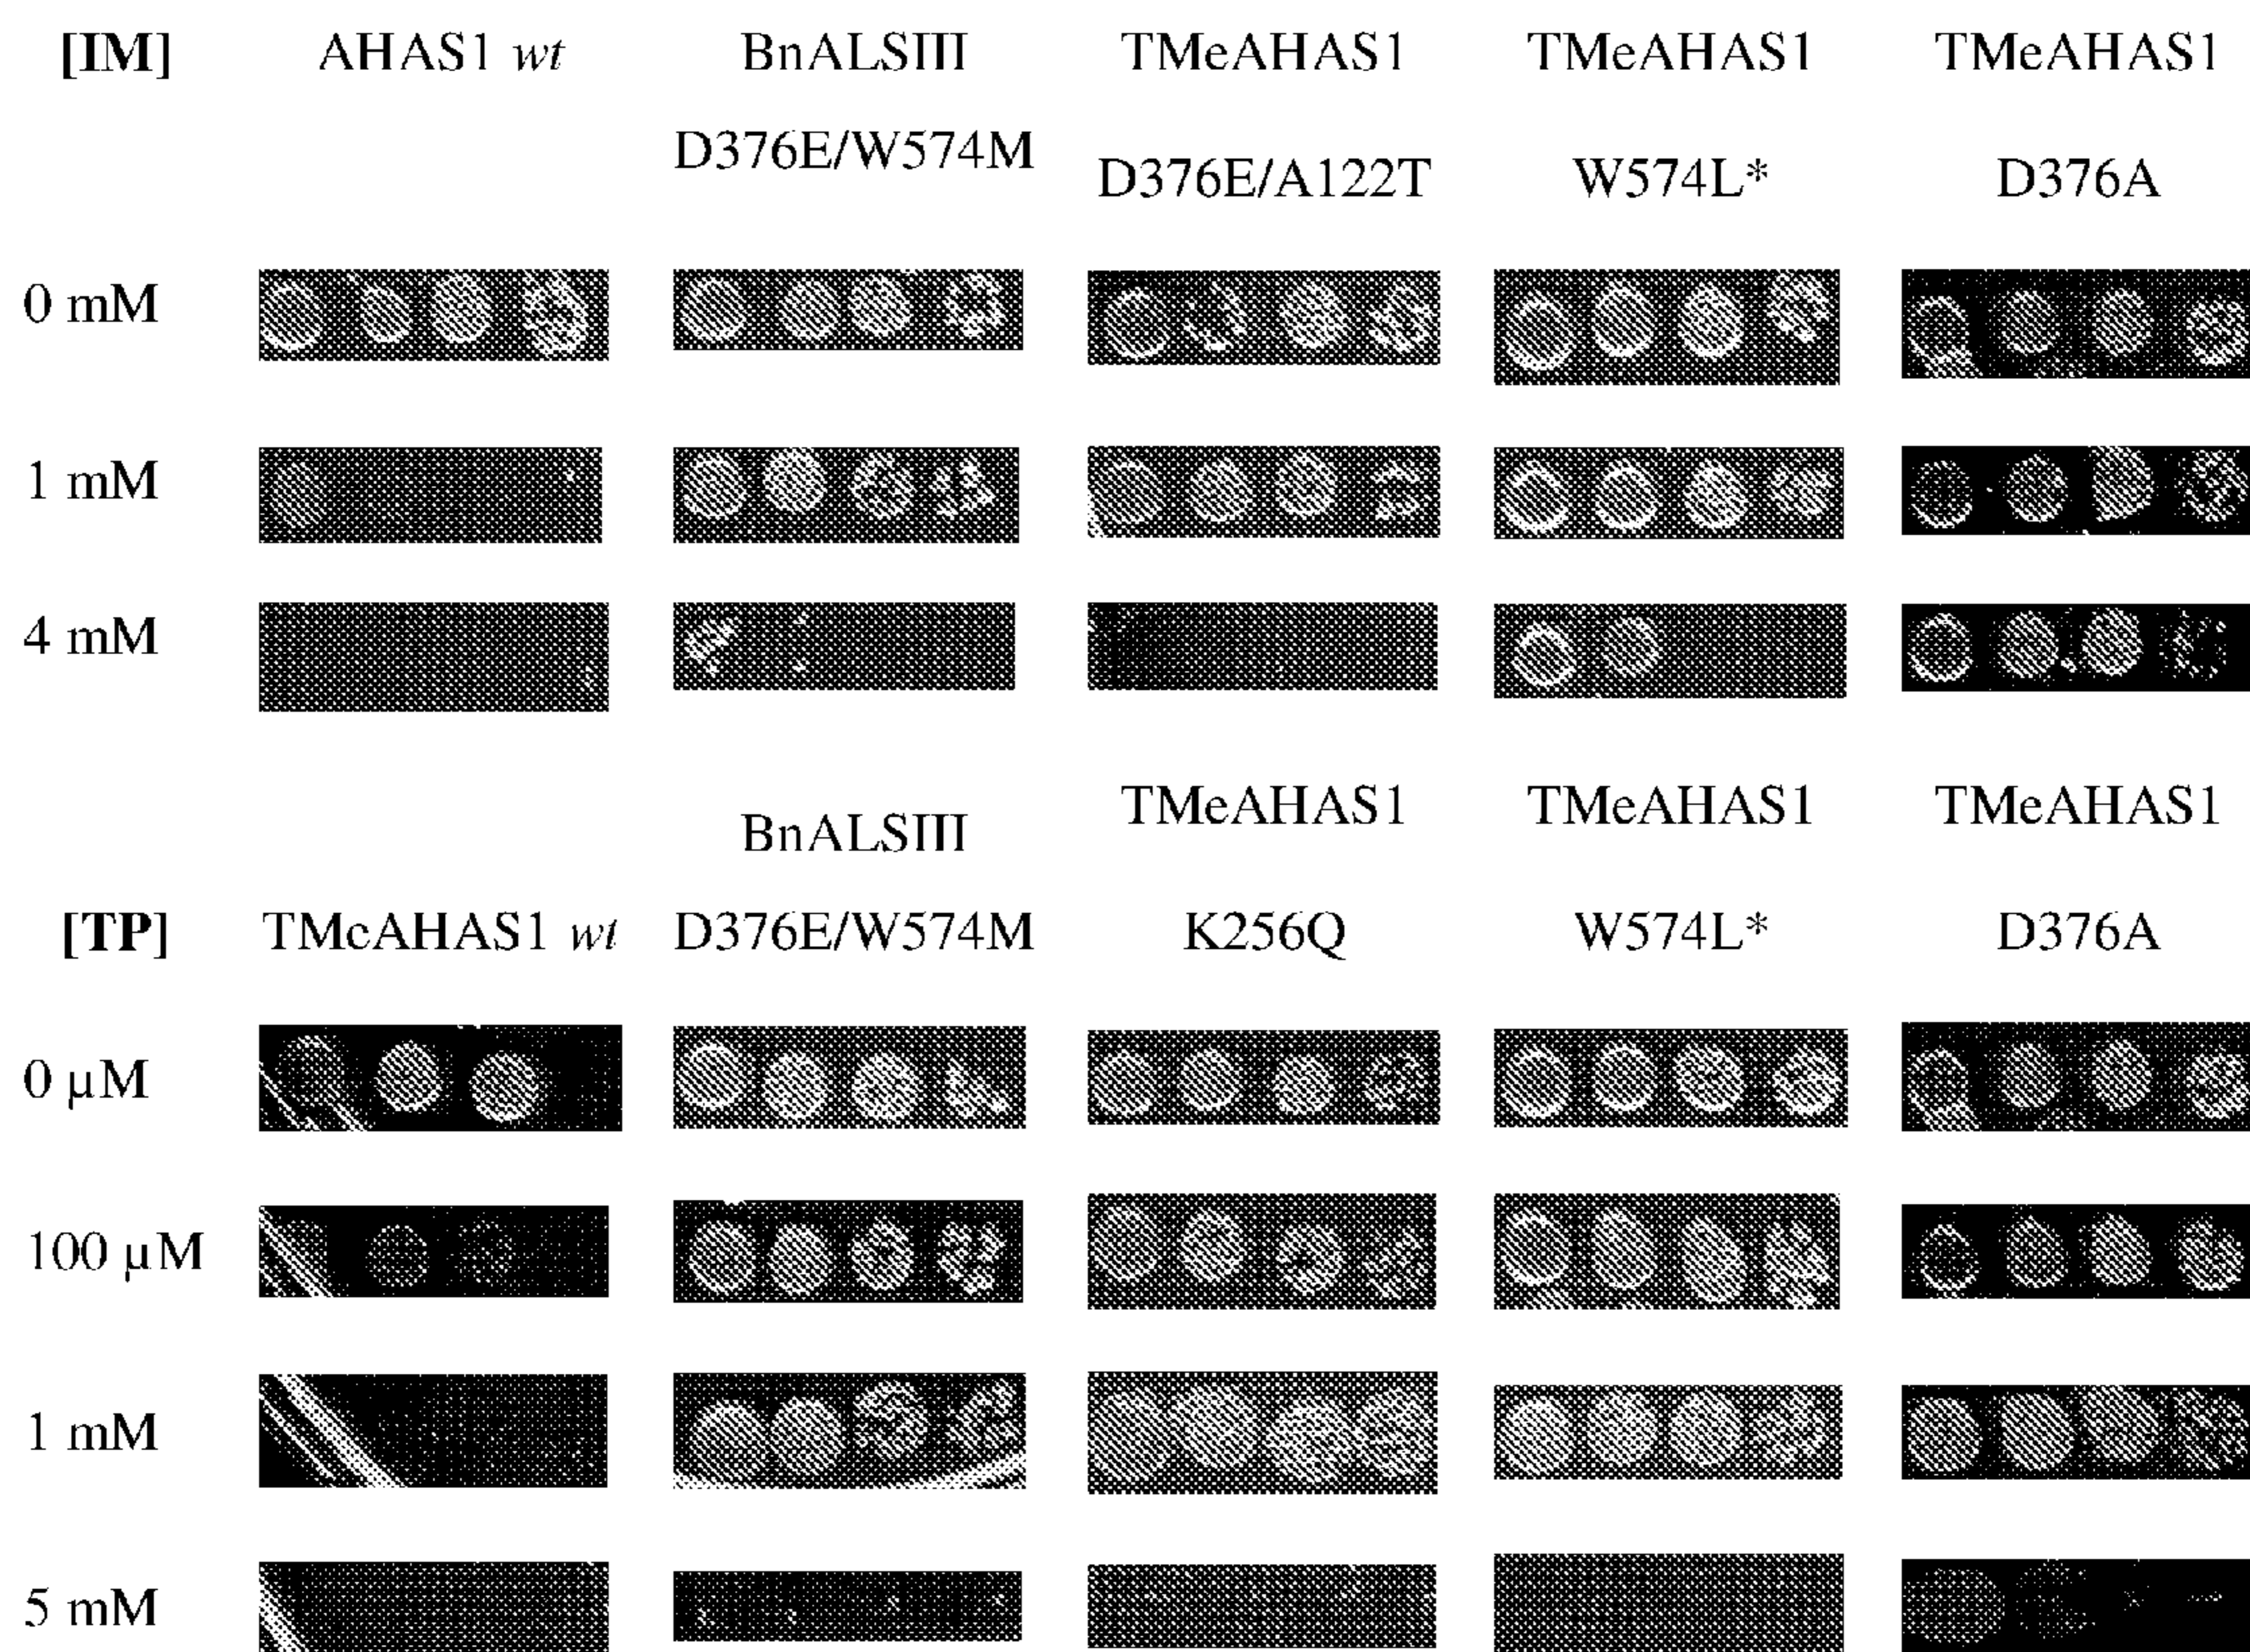 [IM] AHAS1 wt BnALSIII TMeAHAS1 TMeAHAS1 TMeAHAS1
D376E/W574M D376E/A122T W574L* D376A
0 mM
1 mM
4 mM
BnALSIII TMeAHAS1 TMeAHAS1 TMeAHAS1
[TP] TMcAHAS1 wt D376E/W574M K256Q W574L* D376A
0 µM
100 µM
1 mM
5 mM